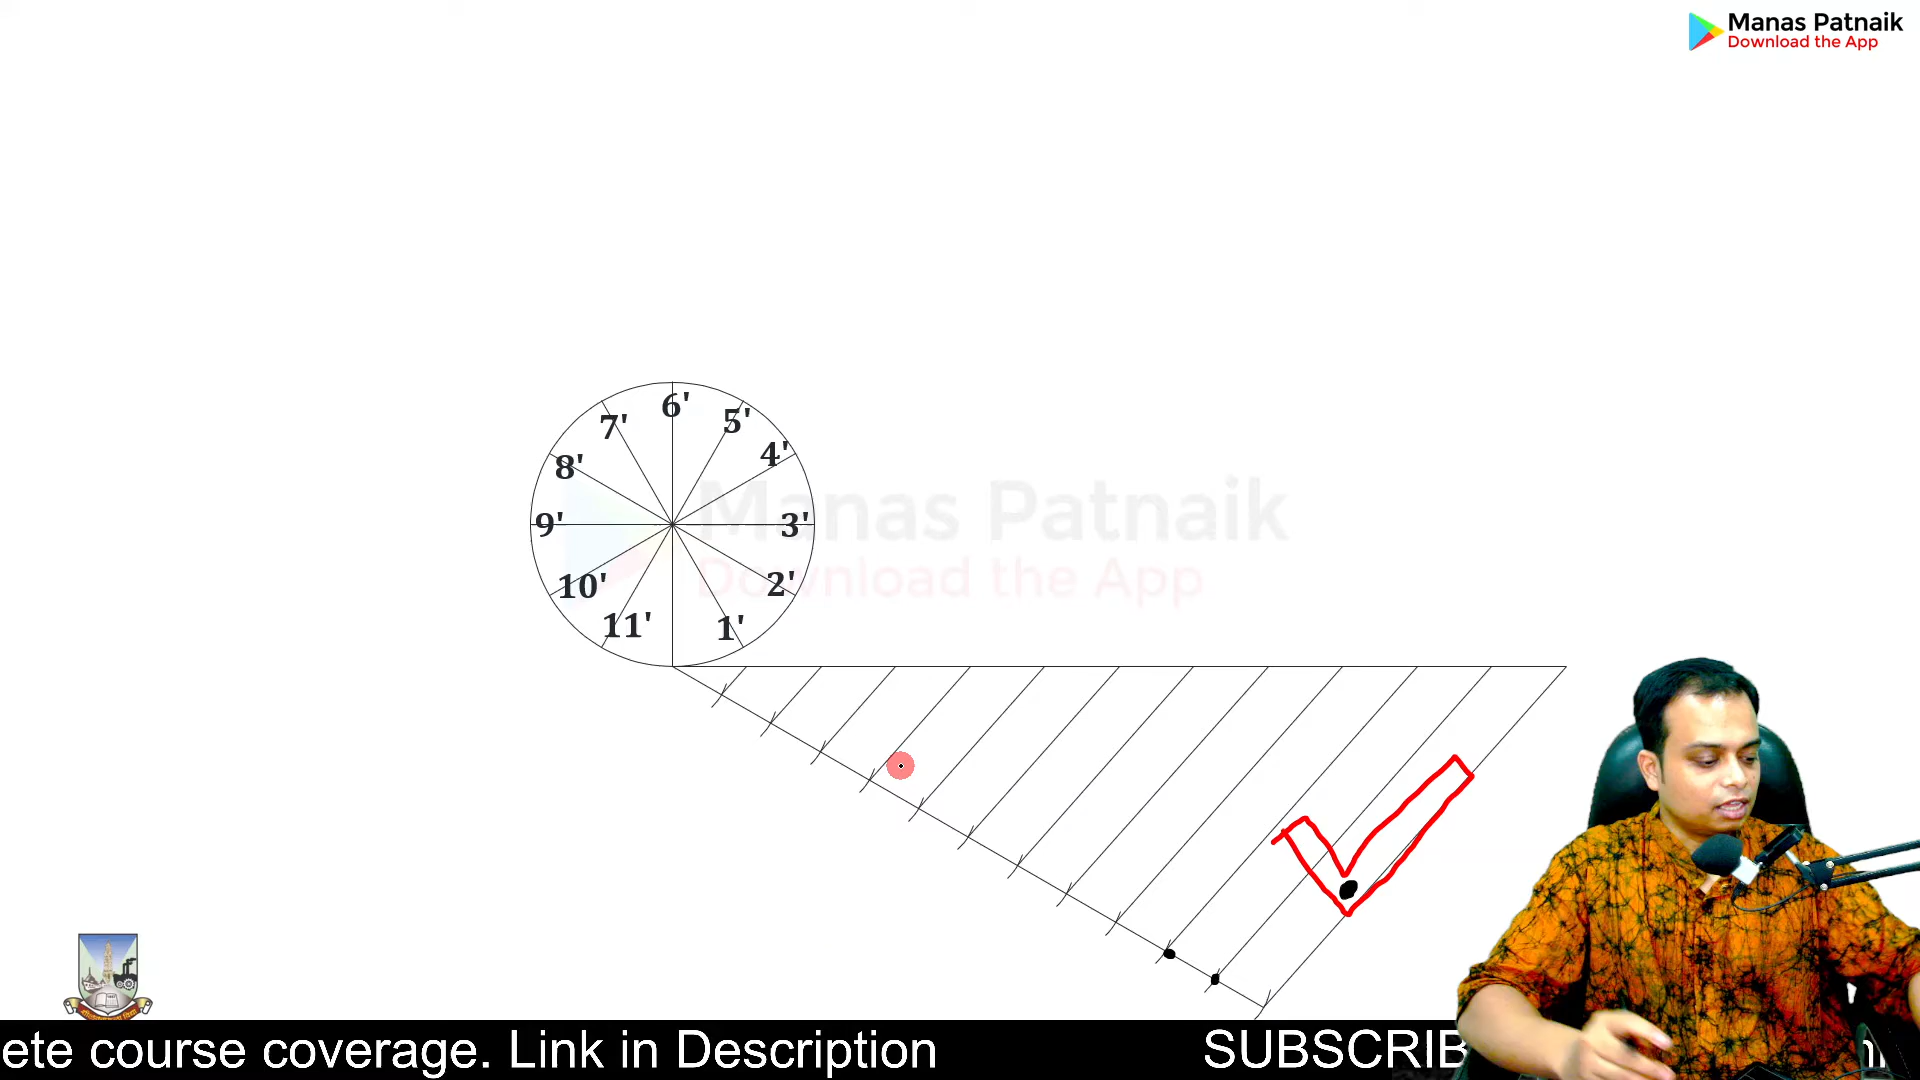 Manas Patnaik
Download the App
6'
7'
5'
4'
8'
9'
3'
Manas Patnaik
Download the App
10'
2'
11'
1'
ete course coverage. Link in Description
SUBSCRIB